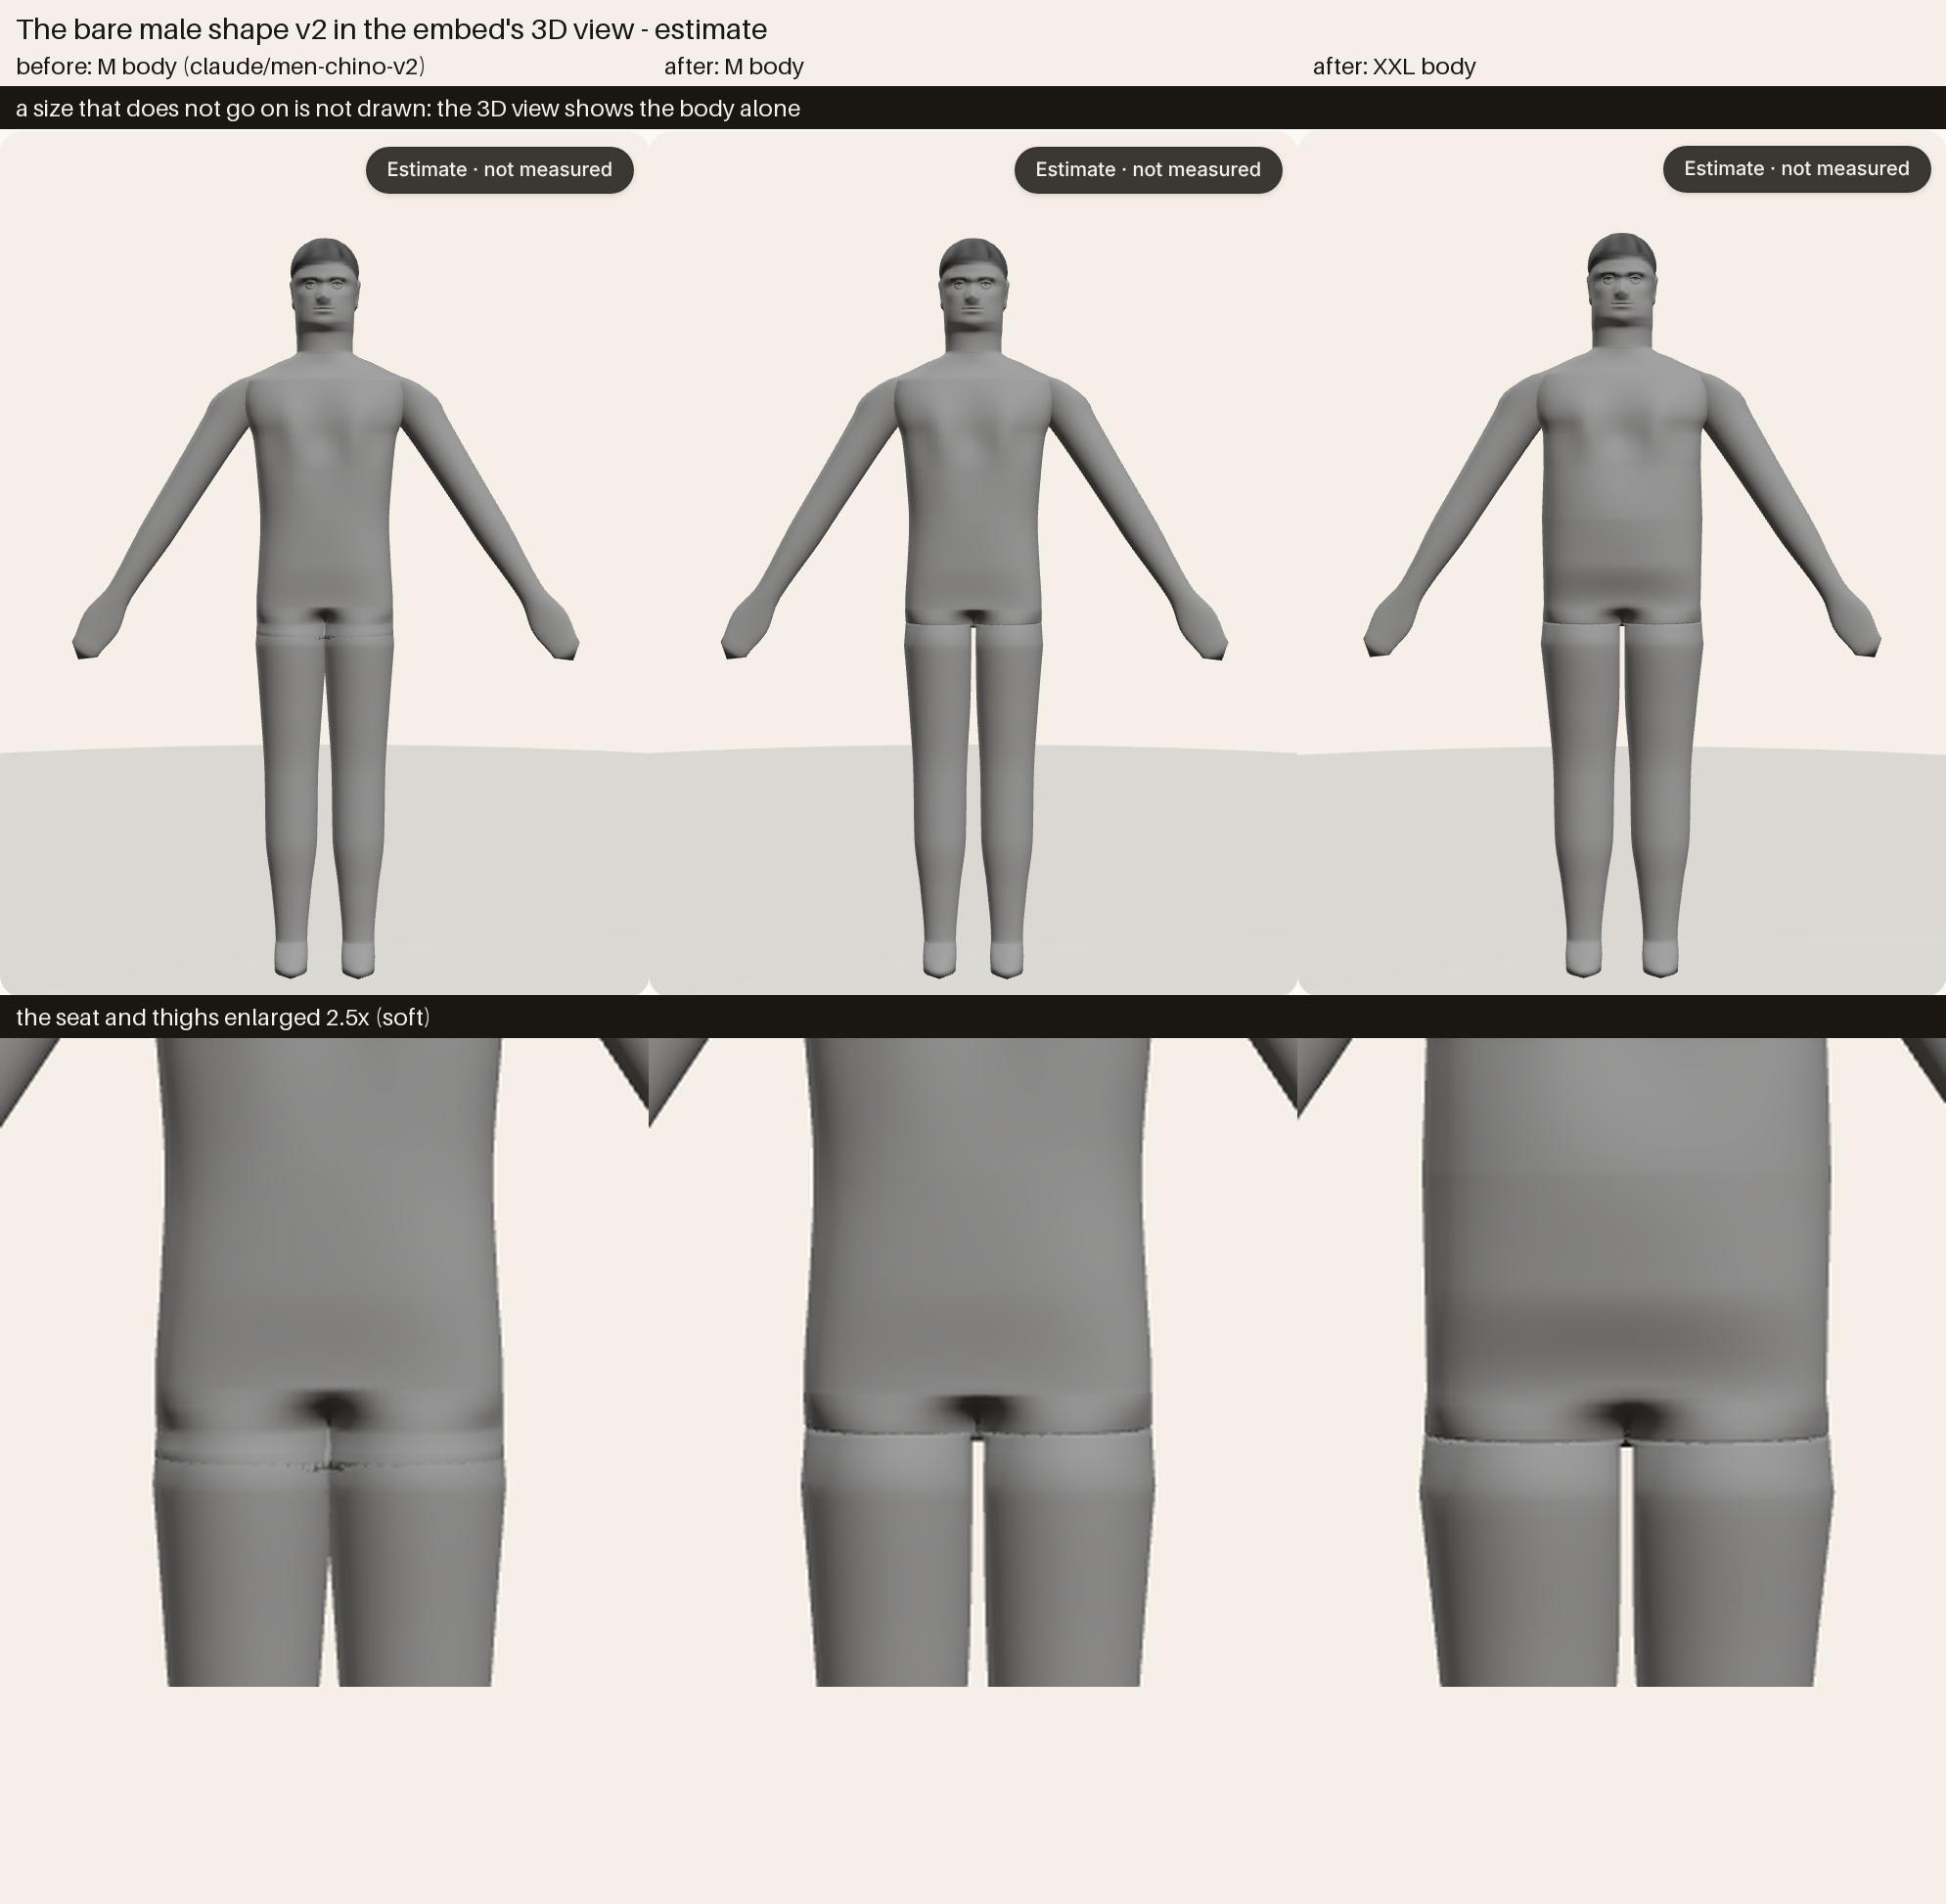 The bare male shape v2 in the embed's 3D view - estimate
before: M body (claude/men-chino-v2)
after: M body
after: XXL body
a size that does not go on is not drawn: the 3D view shows the body alone
Estimate · not measured
Estimate · not measured
Estimate · not measured
the seat and thighs enlarged 2.5x (soft)